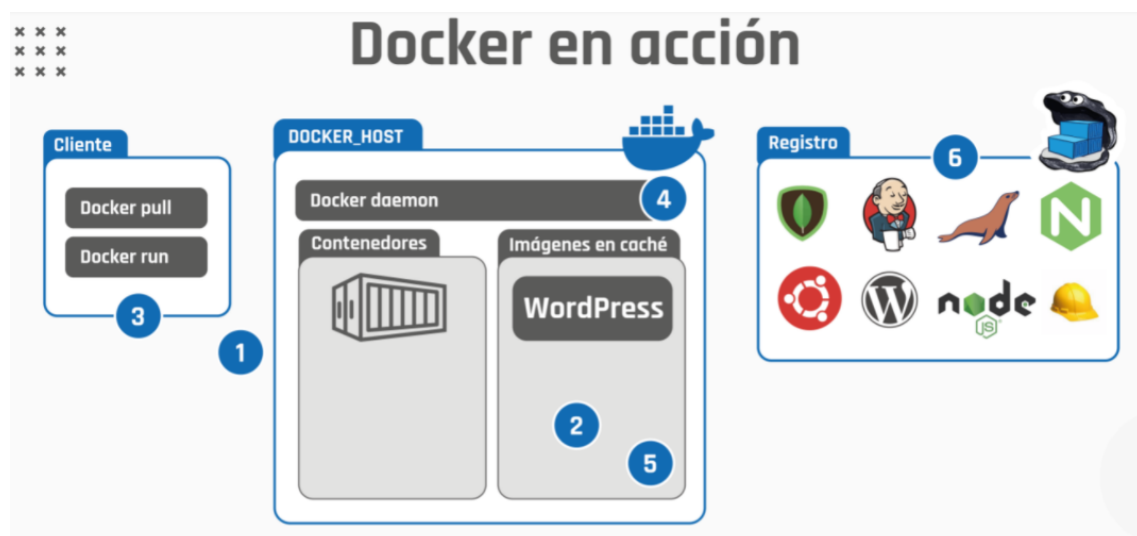 Docker en acción
Cliente
Docker pull
Docker run
3
1
DOCKER_HOST
Docker daemon
4
Contenedores
Imágenes en caché
WordPress
2
5
Registro
6
N
W
node
JS